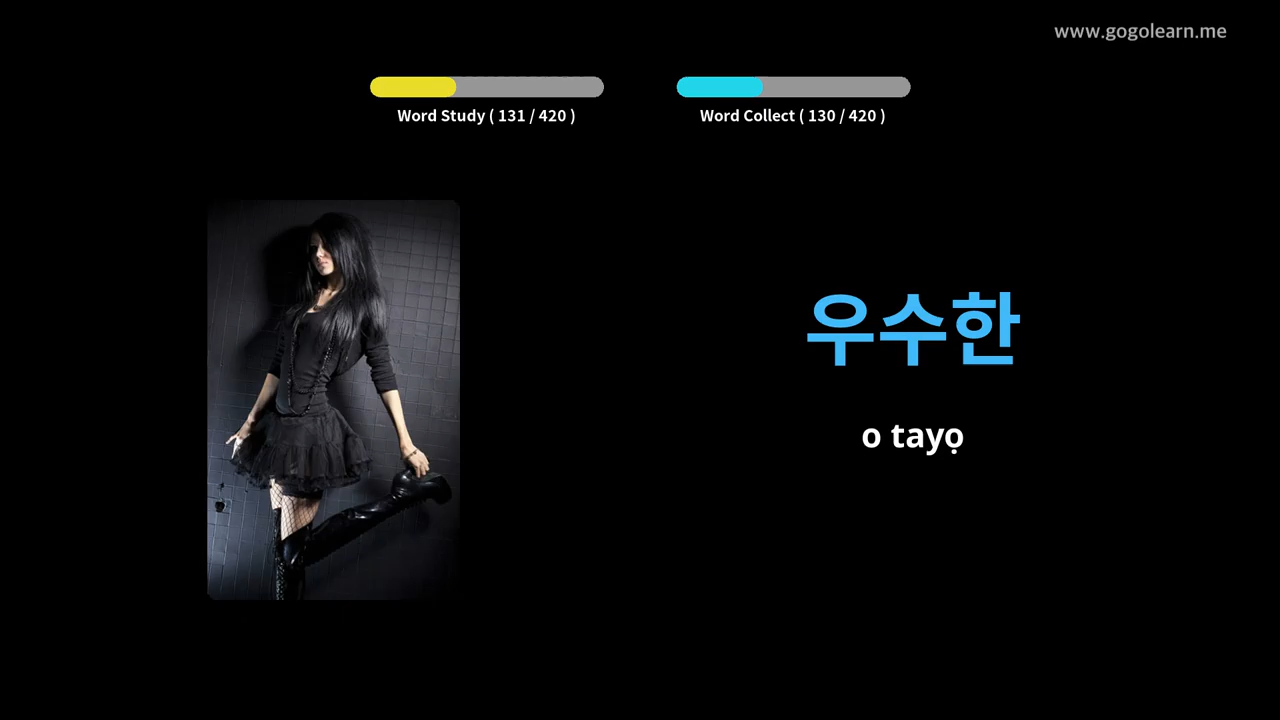 www.gogolearn.me
Word Study ( 131 / 420 )
Word Collect ( 130 / 420 )
우수한
o tayọ